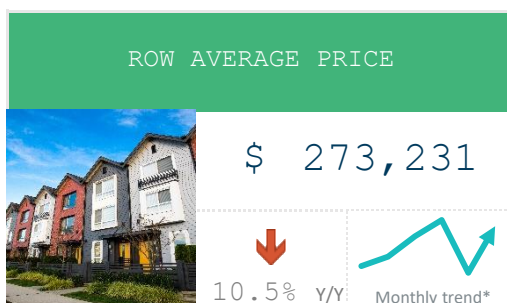 ROW AVERAGE PRICE
$ 273,231
10.5% Y/Y
Monthly trend*